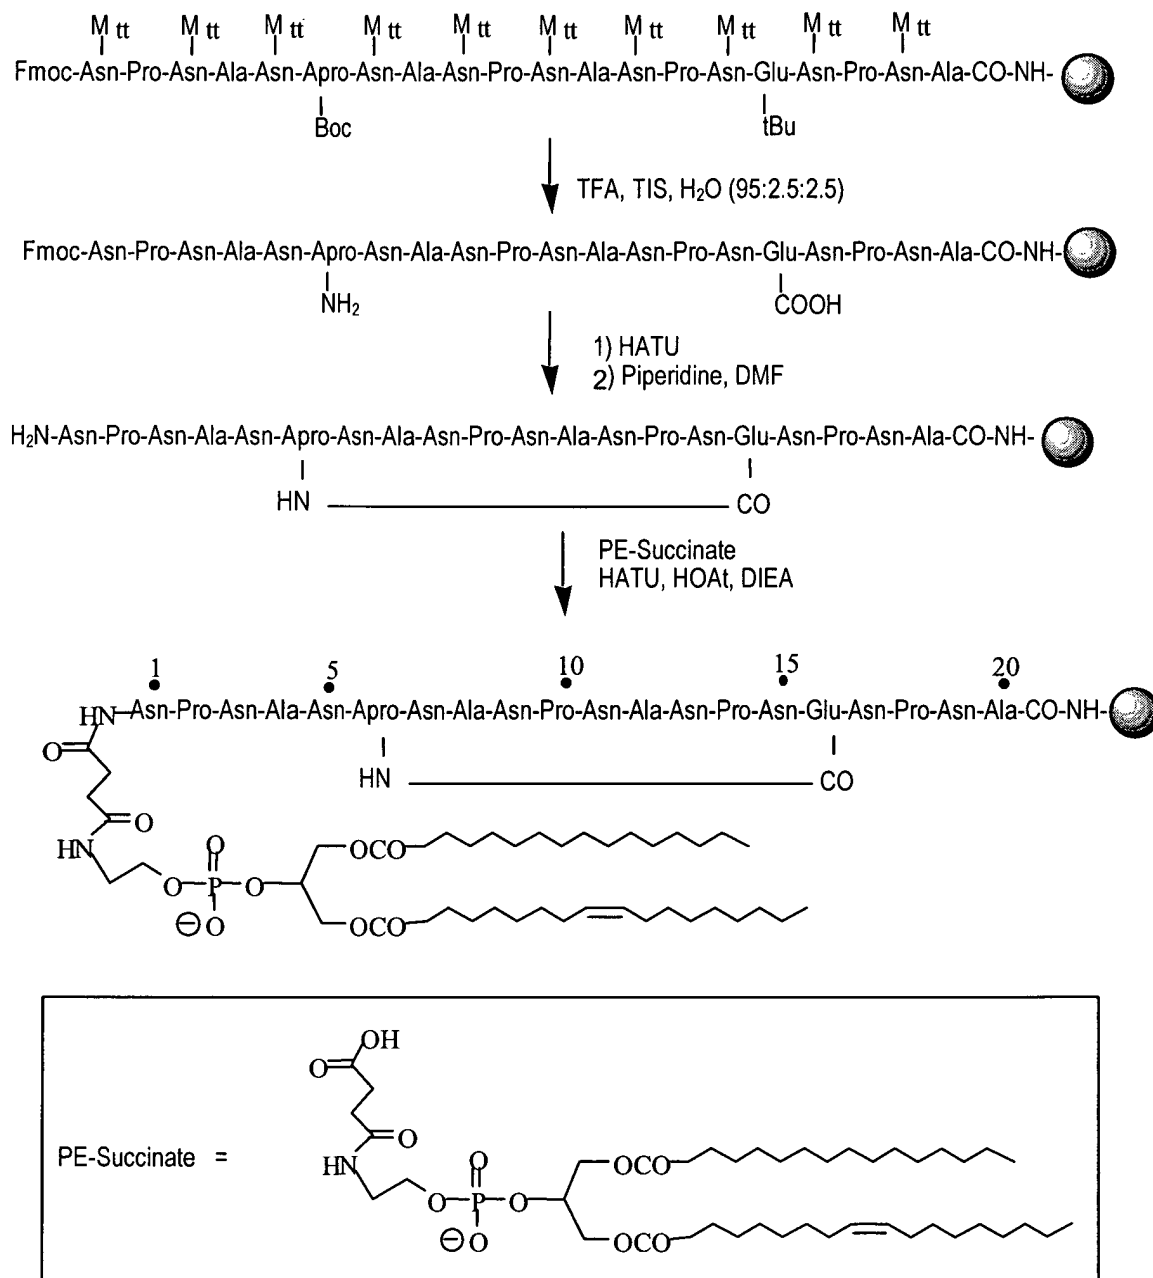 Mtt Mtt Mtt Mtt Mtt Mtt Mtt Mtt Mtt Mtt
Fmoc-Asn-Pro-Asn-Ala-Asn-Apro-Asn-Ala-Asn-Pro-Asn-Ala-Asn-Pro-Asn-Glu-Asn-Pro-Asn-Ala-CO-NH-
Boc tBu
TFA, TIS, H₂O (95:2.5:2.5)
Fmoc-Asn-Pro-Asn-Ala-Asn-Apro-Asn-Ala-Asn-Pro-Asn-Ala-Asn-Pro-Asn-Glu-Asn-Pro-Asn-Ala-CO-NH-
NH₂ COOH
1) HATU
2) Piperidine, DMF
H₂N-Asn-Pro-Asn-Ala-Asn-Apro-Asn-Ala-Asn-Pro-Asn-Ala-Asn-Pro-Asn-Glu-Asn-Pro-Asn-Ala-CO-NH-
HN CO
PE-Succinate
HATU, HOAt, DIEA
1 5 10 15 20
HN-Asn-Pro-Asn-Ala-Asn-Apro-Asn-Ala-Asn-Pro-Asn-Ala-Asn-Pro-Asn-Glu-Asn-Pro-Asn-Ala-CO-NH-
O
HN CO
O
HN
O OCO
O P O
⊖ O OCO
OH
O
PE-Succinate =
O
HN
O OCO
O P O
⊖ O OCO